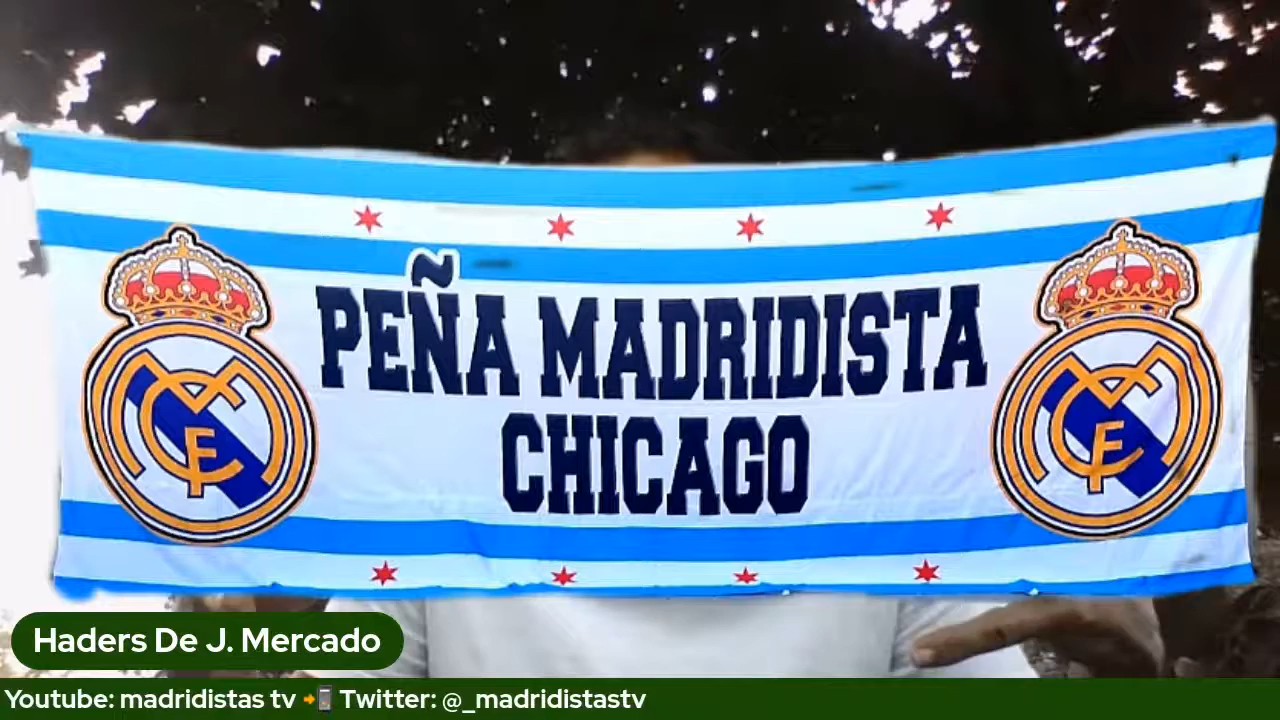 PEÑA MADRIDISTA
CHICAGO
Haders De J. Mercado
Youtube: madridistas tv 📲 Twitter: @_madridistastv